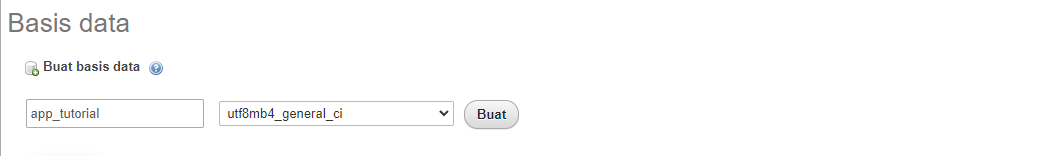 Basis data
Buat basis data
app_tutorial utf8mb4_general_ci Buat